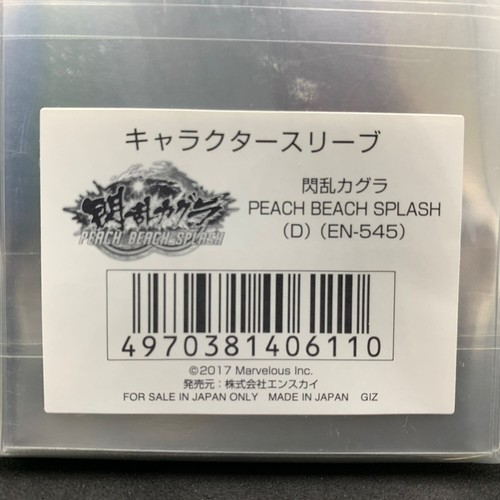 キャラクタースリーブ
閃乱カグラ
PEACH BEACH SPLASH
閃乱カグラ
PEACH BEACH SPLASH
(D)(EN-545)
4970381406110
©2017 Marvelous Inc.
発売元:株式会社エンスカイ
FOR SALE IN JAPAN ONLY MADE IN JAPAN GIZ